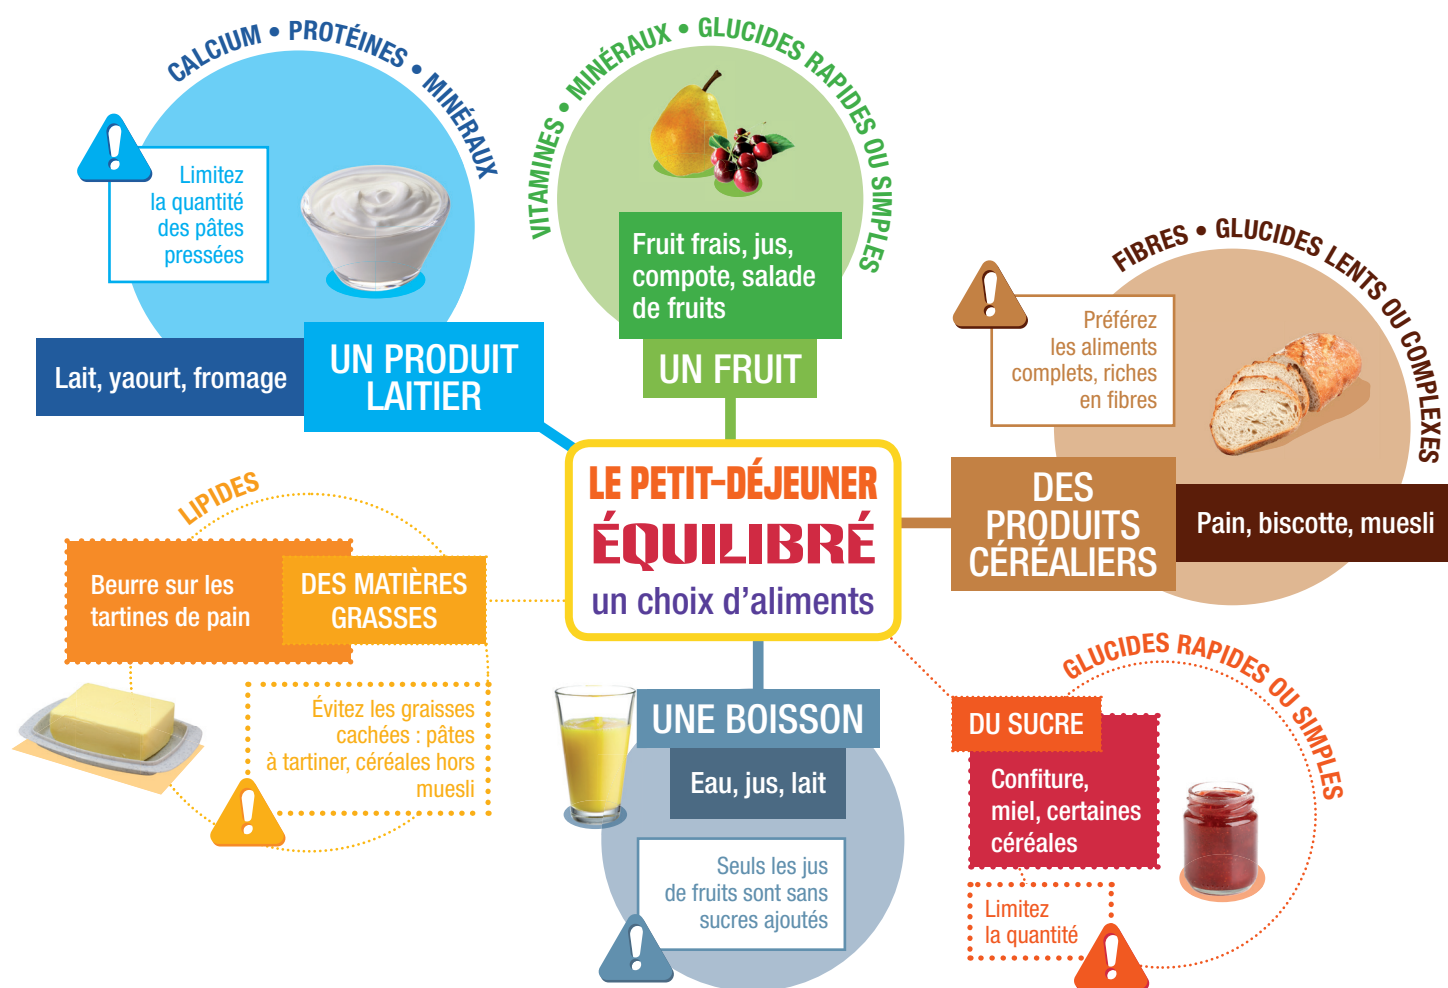 CALCIUM • PROTÉINES • MINÉRAUX
Limitez
la quantité
des pâtes
pressées
Lait, yaourt, fromage
UN PRODUIT
LAITIER
VITAMINES • MINÉRAUX • GLUCIDES RAPIDES OU SIMPLES
Fruit frais, jus,
compote, salade
de fruits
UN FRUIT
FIBRES • GLUCIDES LENTS OU COMPLEXES
Préférez
les aliments
complets, riches
en fibres
DES
PRODUITS
CÉRÉALIERS
Pain, biscotte, muesli
LE PETIT-DÉJEUNER
ÉQUILIBRÉ
un choix d'aliments
LIPIDES
Beurre sur les
tartines de pain
DES MATIÈRES
GRASSES
Évitez les graisses
cachées : pâtes
à tartiner, céréales hors
muesli
UNE BOISSON
Eau, jus, lait
Seuls les jus
de fruits sont sans
sucres ajoutés
GLUCIDES RAPIDES OU SIMPLES
DU SUCRE
Confiture,
miel, certaines
céréales
Limitez
la quantité